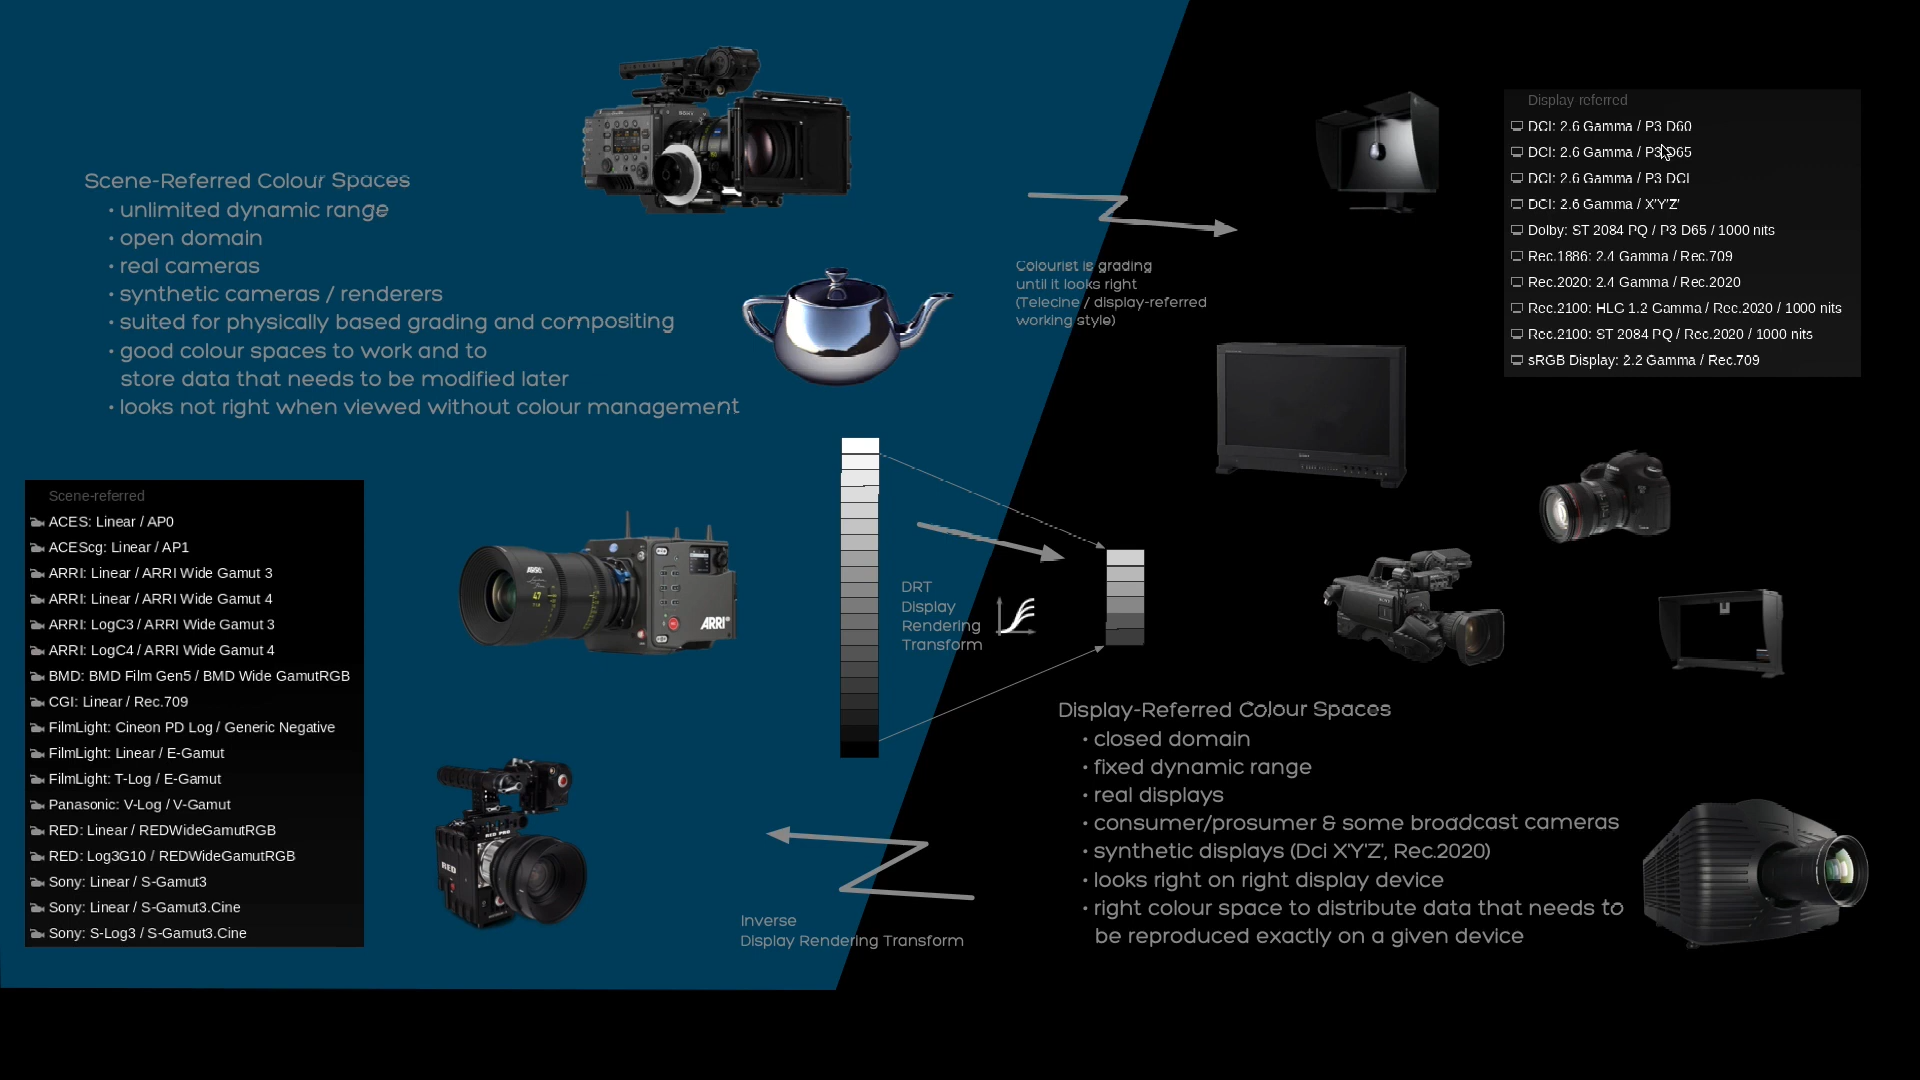 Scene-Referred Colour Spaces
• unlimited dynamic range
• open domain
• real cameras
• synthetic cameras / renderers
• suited for physically based grading and compositing
• good colour spaces to work and to
store data that needs to be modified later
• looks not right when viewed without colour management
Scene-referred
ACES: Linear / AP0
ACEScg: Linear / AP1
ARRI: Linear / ARRI Wide Gamut 3
ARRI: Linear / ARRI Wide Gamut 4
ARRI: LogC3 / ARRI Wide Gamut 3
ARRI: LogC4 / ARRI Wide Gamut 4
BMD: BMD Film Gen5 / BMD Wide GamutRGB
CGI: Linear / Rec.709
FilmLight: Cineon PD Log / Generic Negative
FilmLight: Linear / E-Gamut
FilmLight: T-Log / E-Gamut
Panasonic: V-Log / V-Gamut
RED: Linear / REDWideGamutRGB
RED: Log3G10 / REDWideGamutRGB
Sony: Linear / S-Gamut3
Sony: Linear / S-Gamut3.Cine
Sony: S-Log3 / S-Gamut3.Cine
SONY
ARRI
47
ARRI
RED PRO
RED
Colourist is grading
until it looks right
(Telecine / display-referred
working style)
DRT
Display
Rendering
Transform
Inverse
Display Rendering Transform
Display referred
DCI: 2.6 Gamma / P3 D60
DCI: 2.6 Gamma / P3 D65
DCI: 2.6 Gamma / P3 DCI
DCI: 2.6 Gamma / X'Y'Z'
Dolby: ST 2084 PQ / P3 D65 / 1000 nits
Rec.1886: 2.4 Gamma / Rec.709
Rec.2020: 2.4 Gamma / Rec.2020
Rec.2100: HLG 1.2 Gamma / Rec.2020 / 1000 nits
Rec.2100: ST 2084 PQ / Rec.2020 / 1000 nits
sRGB Display: 2.2 Gamma / Rec.709
Display-Referred Colour Spaces
• closed domain
• fixed dynamic range
• real displays
• consumer/prosumer & some broadcast cameras
• synthetic displays (Dci X'Y'Z', Rec.2020)
• looks right on right display device
• right colour space to distribute data that needs to
be reproduced exactly on a given device